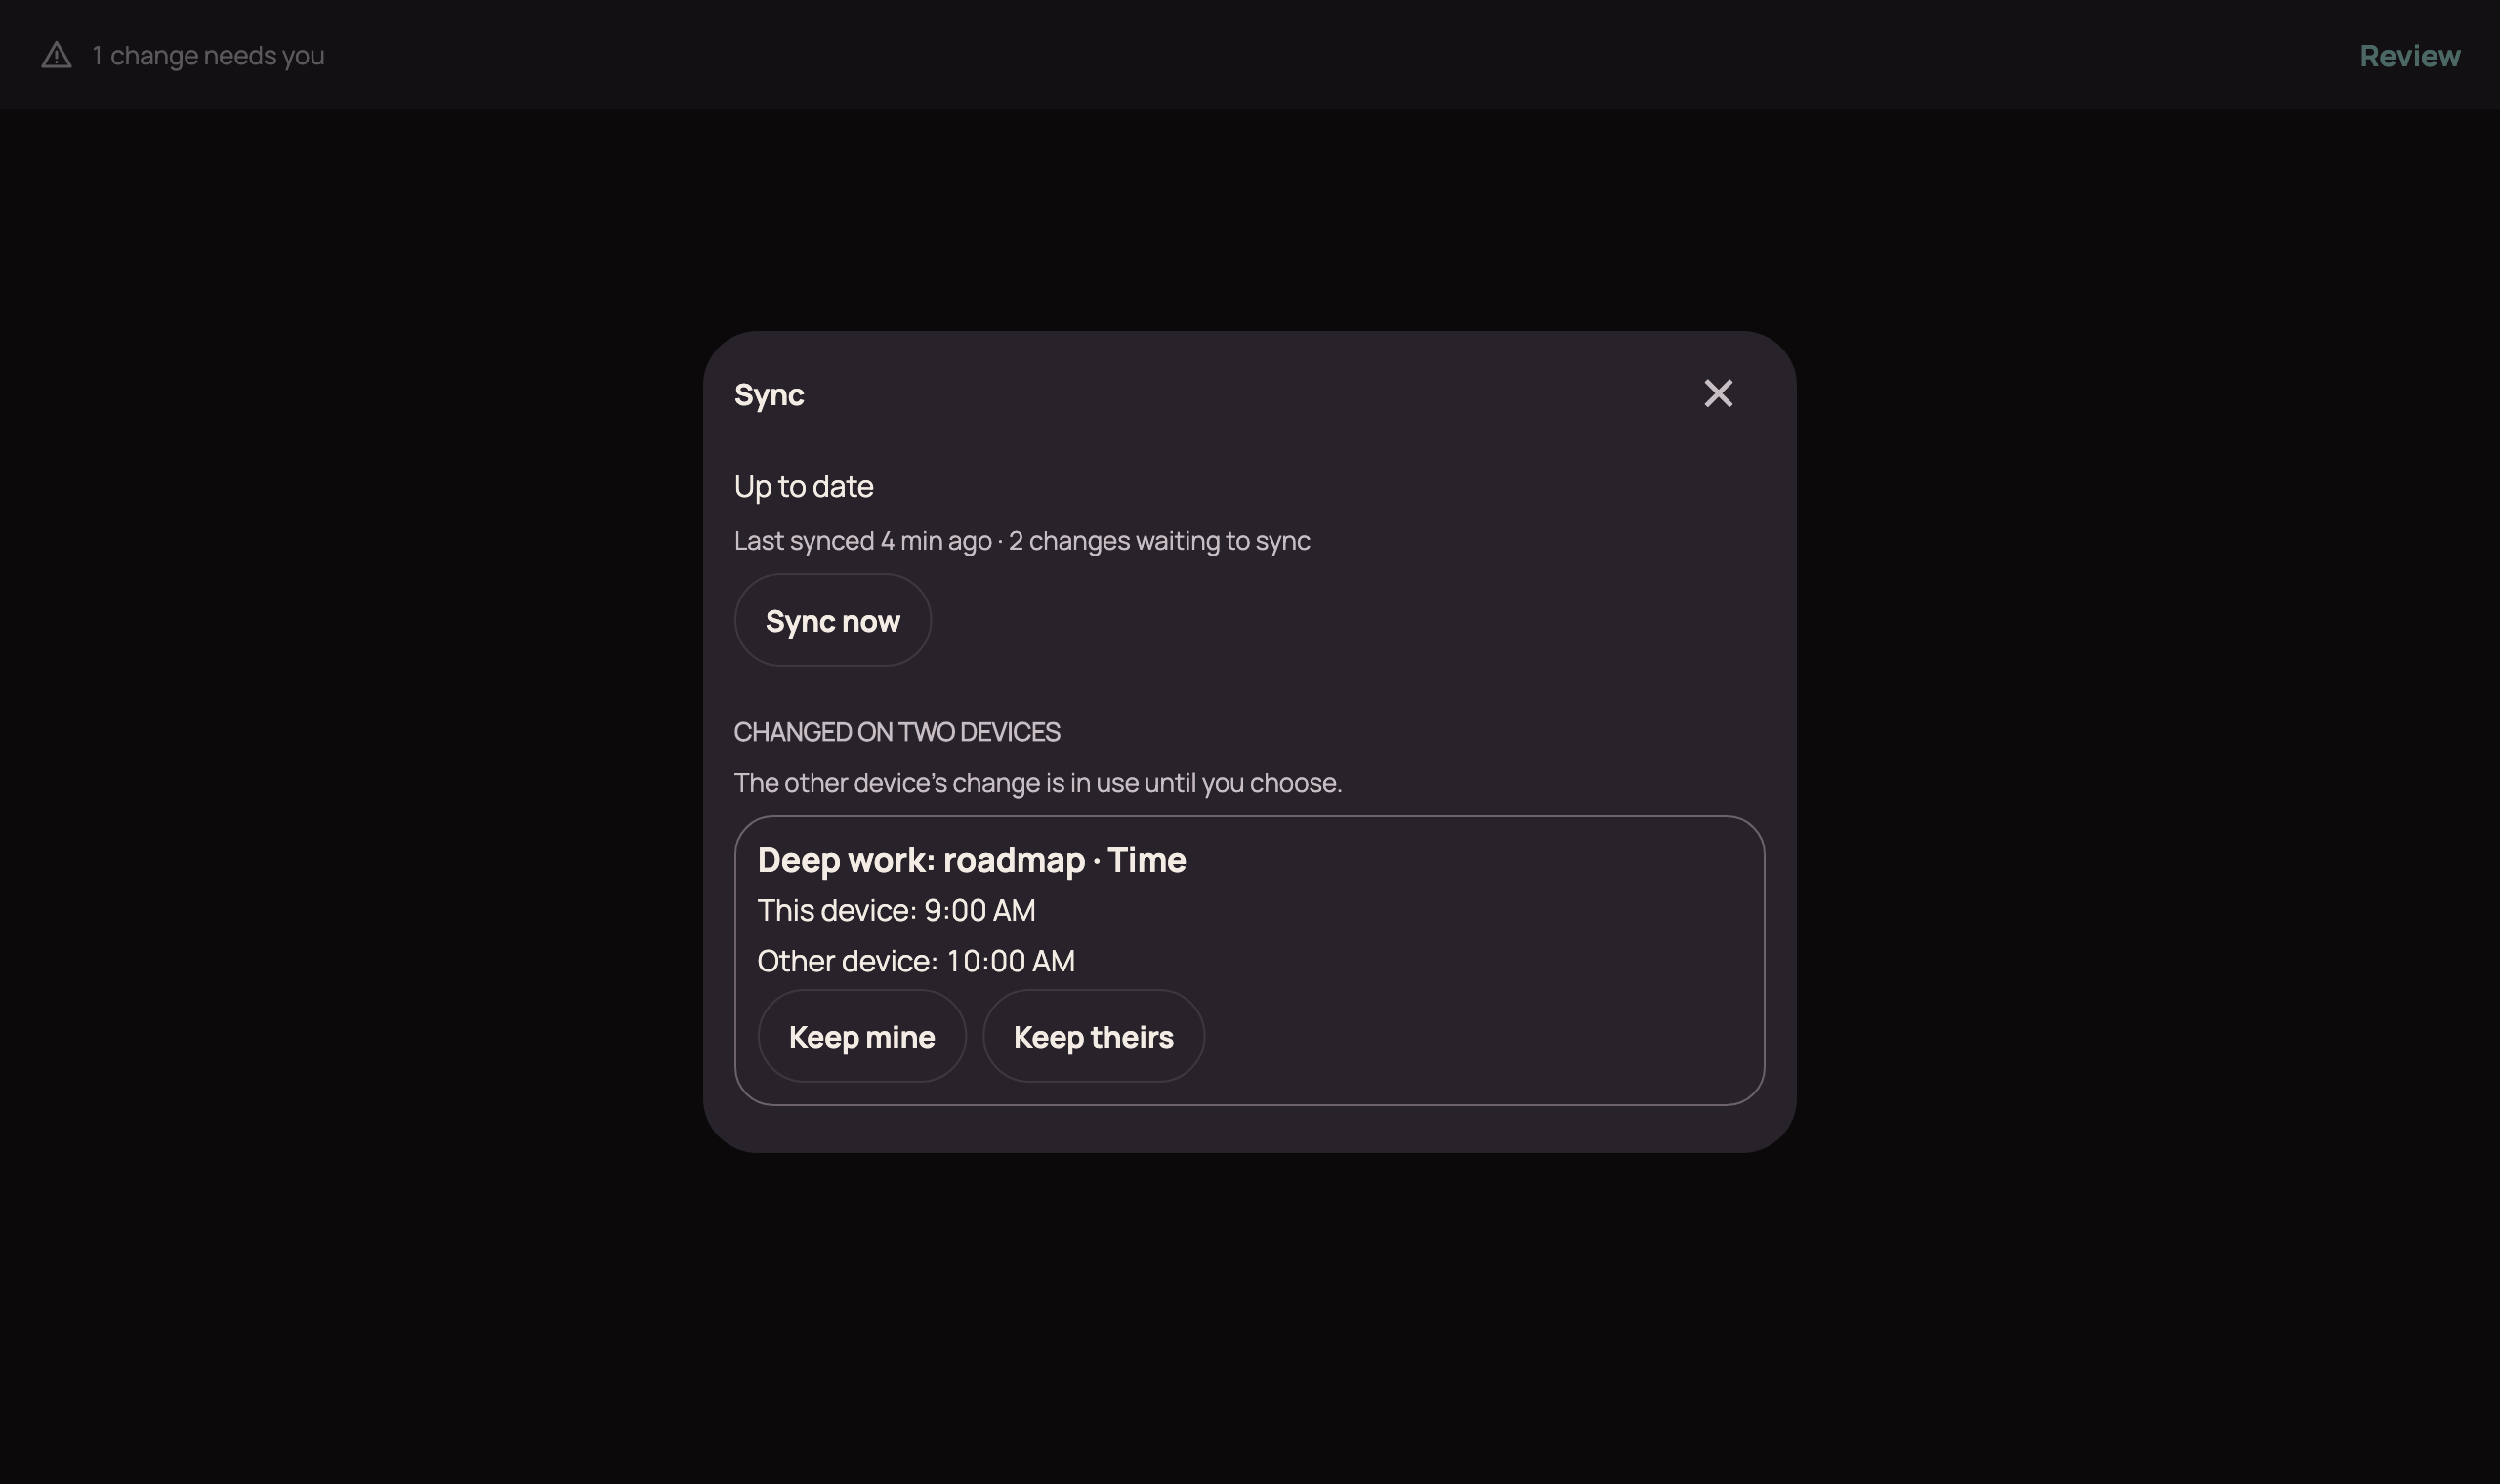 1 change needs you
Review
Sync
Up to date
Last synced 4 min ago · 2 changes waiting to sync
Sync now
CHANGED ON TWO DEVICES
The other device’s change is in use until you choose.
Deep work: roadmap · Time
This device: 9:00 AM
Other device: 10:00 AM
Keep mine
Keep theirs